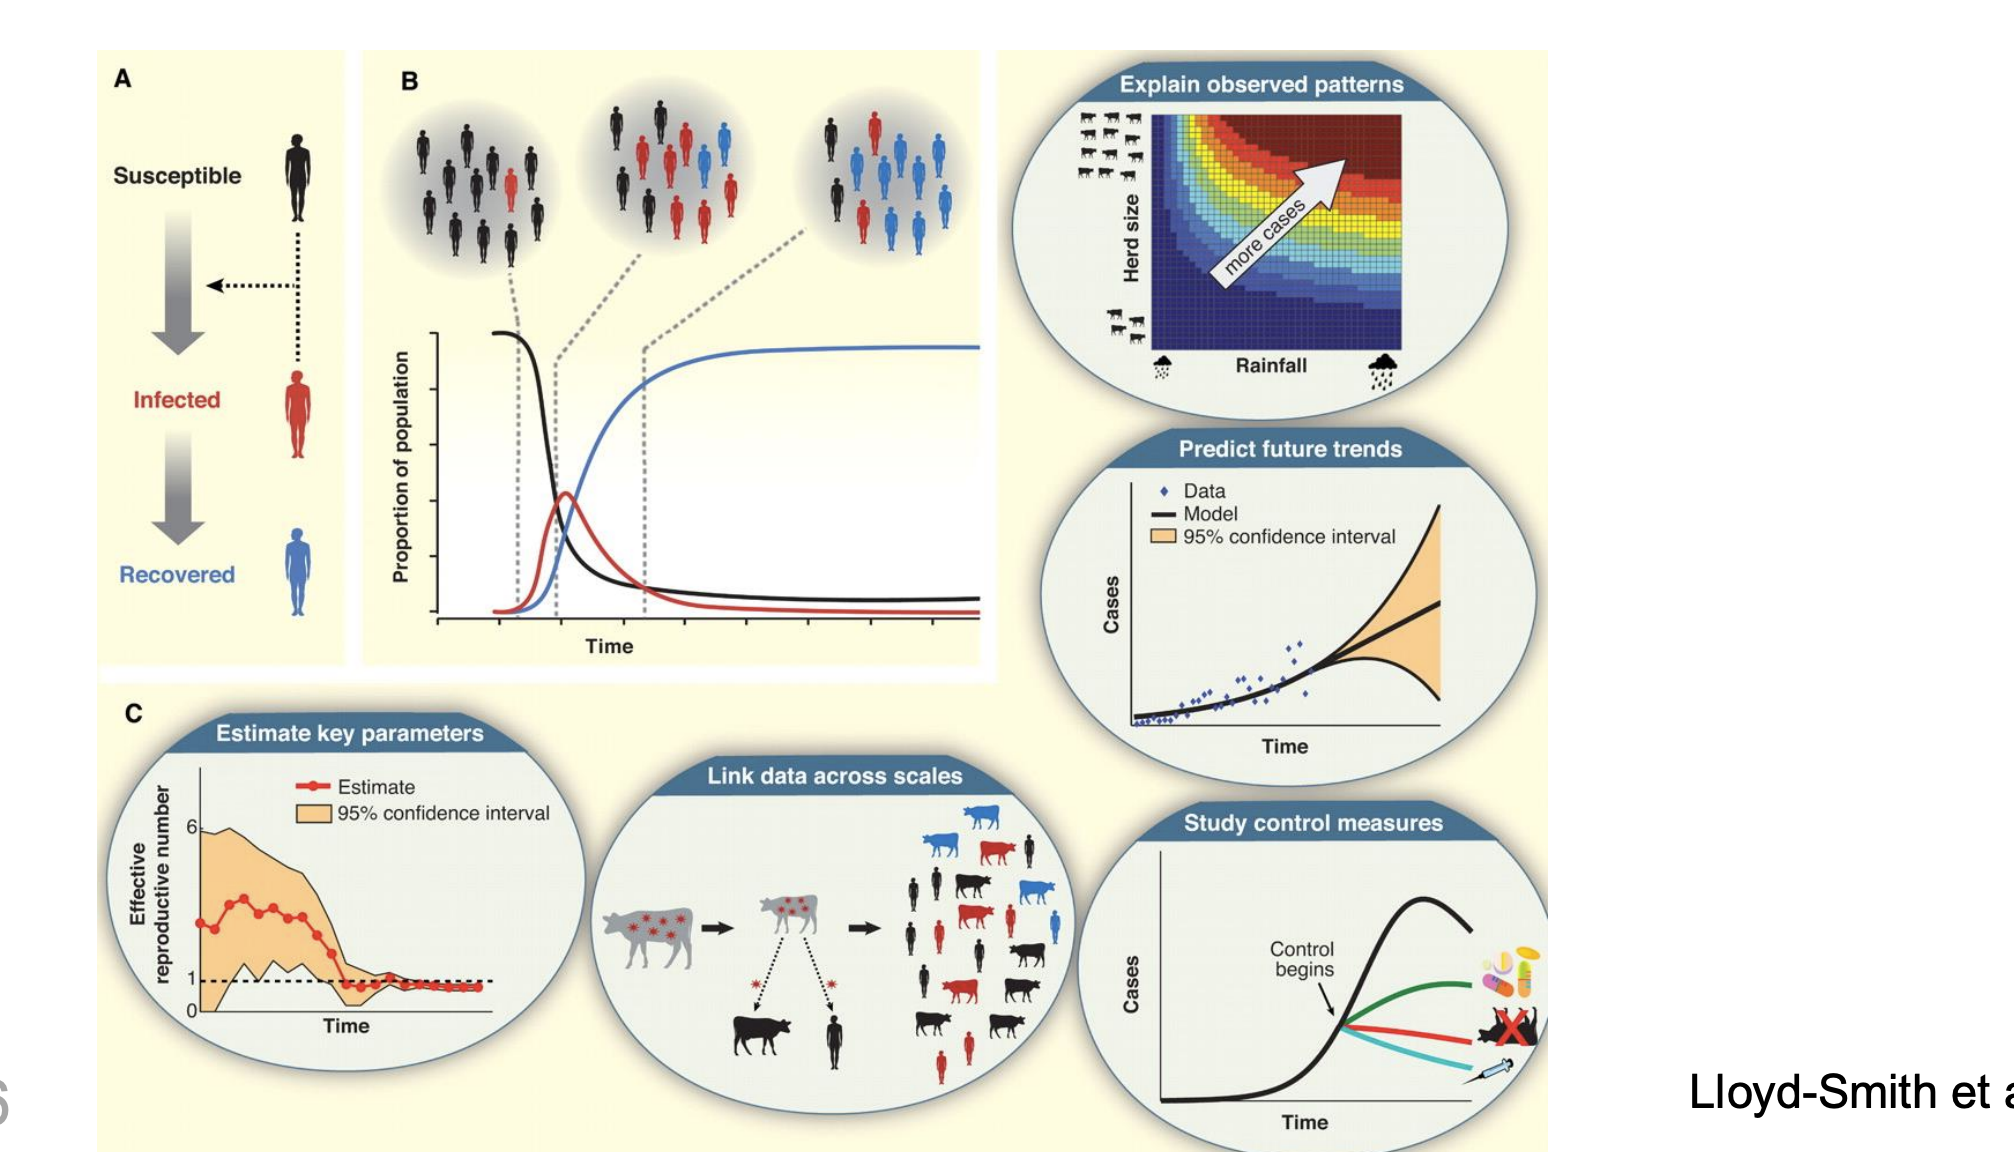 A
Susceptible
Infected
Recovered
B
Proportion of population
Time
Explain observed patterns
Herd size
more cases
Rainfall
Predict future trends
Data
Model
95% confidence interval
Cases
Time
C
Estimate key parameters
Estimate
95% confidence interval
Effective
reproductive number
6
1
0
Time
Link data across scales
Study control measures
Control
begins
Cases
Time
6
Lloyd-Smith et a